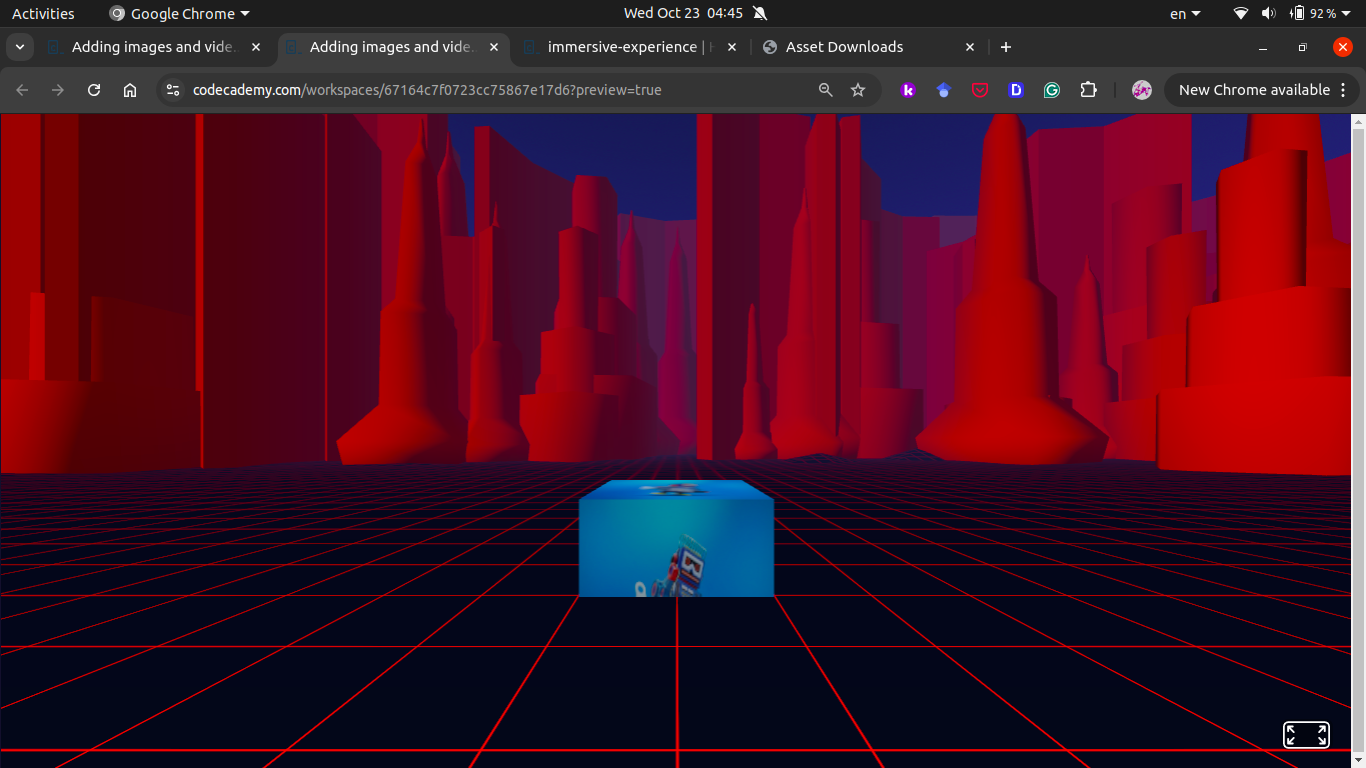 Activities Google Chrome Wed Oct 23 04:45 en 92 %
Adding images and vide Adding images and vide immersive-experience | Asset Downloads
codecademy.com/workspaces/67164c7f0723cc75867e17d6?preview=true k D G New Chrome available